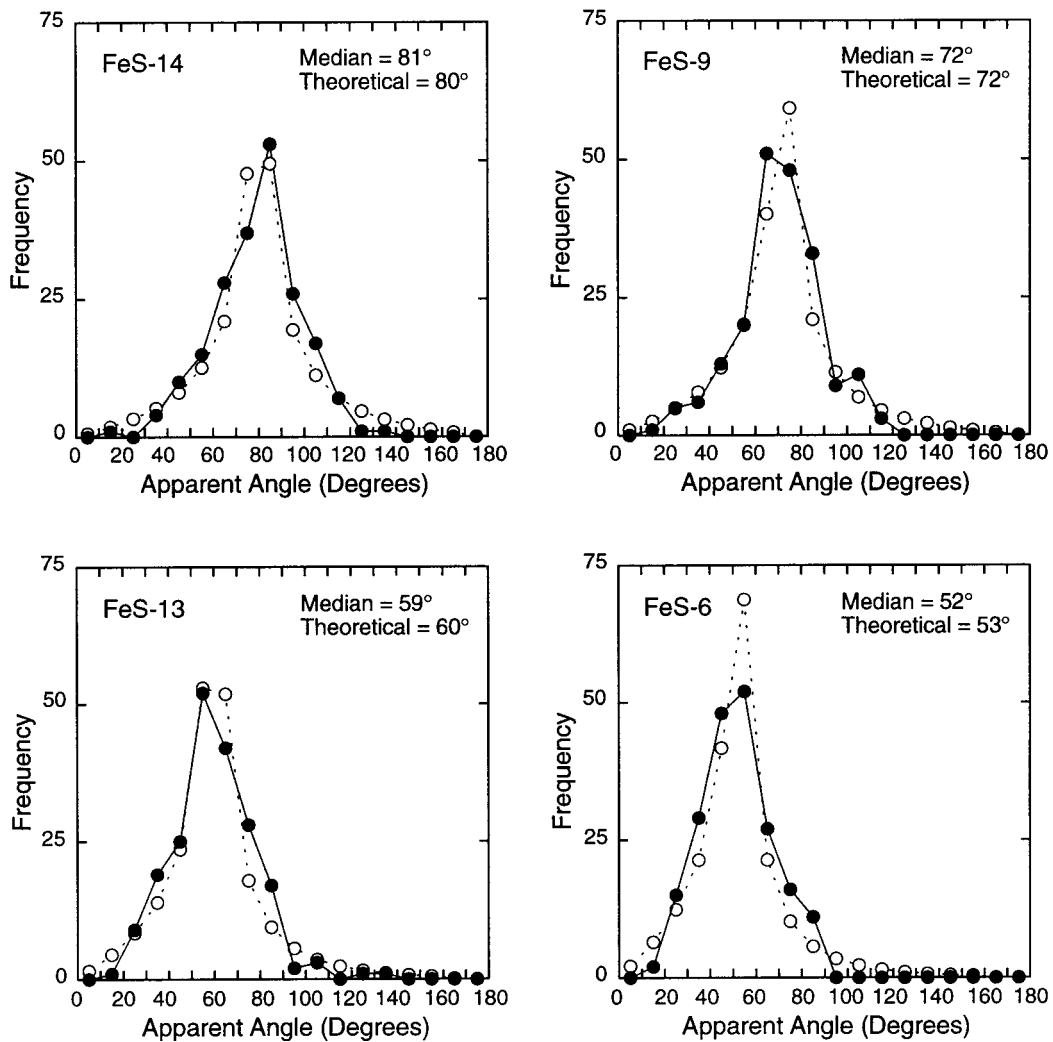 75
50
25
0
Frequency
FeS-14
Median = 81°
Theoretical = 80°
0 20 40 60 80 100 120 140 160 180
Apparent Angle (Degrees)
75
50
25
0
Frequency
FeS-9
Median = 72°
Theoretical = 72°
0 20 40 60 80 100 120 140 160 180
Apparent Angle (Degrees)
75
50
25
0
Frequency
FeS-13
Median = 59°
Theoretical = 60°
0 20 40 60 80 100 120 140 160 180
Apparent Angle (Degrees)
75
50
25
0
Frequency
FeS-6
Median = 52°
Theoretical = 53°
0 20 40 60 80 100 120 140 160 180
Apparent Angle (Degrees)